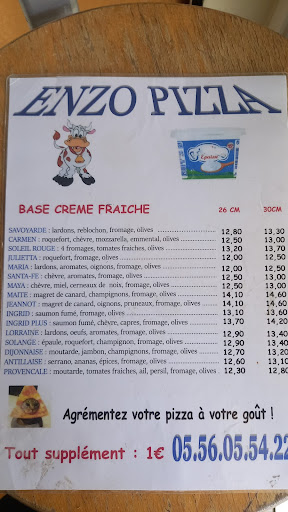 ENZO PIZZA
Epaisse
BASE CREME FRAICHE 26 CM 30CM
SAVOYARDE : lardons, reblochon, fromage, olives 12,80 13,30
CARMEN : roquefort, chèvre, montarella, emmental, olives 12,50 13,00
SOLEIL ROUGE : 4 fromages, tomates fraiches, olives 13,20 13,70
JULIETTA : roquefort, fromage, olives 12,00 12,50
MARIA : lardons, aromates, oignons, fromage, olives 12,00 12,50
SANTA-FE : chèvre, aromates, fromage, olives 12,50 13,00
MAYA : chèvre, miel, cerneaux de noix, fromage, olives 12,50 13,00
MAITE : magret de canard, champignons, fromage, olives 14,10 14,60
JEANNOT : magret de canard, oignons, pruneaux, fromage, olives 14,10 14,60
INGRID : saumon fumé, fromage, olives 13,40 13,90
INGRID PLUS : saumon fumé, chèvre, capres, fromage, olives 13,70 14,20
LORRAINE : lardons, oeufs, aromates, fromage, olives 12,90 13,40
SOLANGE : épaule, roquefort, champignon, fromage, olives 12,90 13,40
DIJONNAISE : moutarde, jambon, champignons, fromage, olives 12,70 13,20
ANTILLAISE : serrano, ananas, épices, fromage, olives 12,60 13,10
PROVENCALE : moutarde, tomates fraiches, ail, persil, fromage, olives 12,30 12,80
Agrémentez votre pizza à votre goût !
Tout supplément : 1€ 05.56.05.54.22